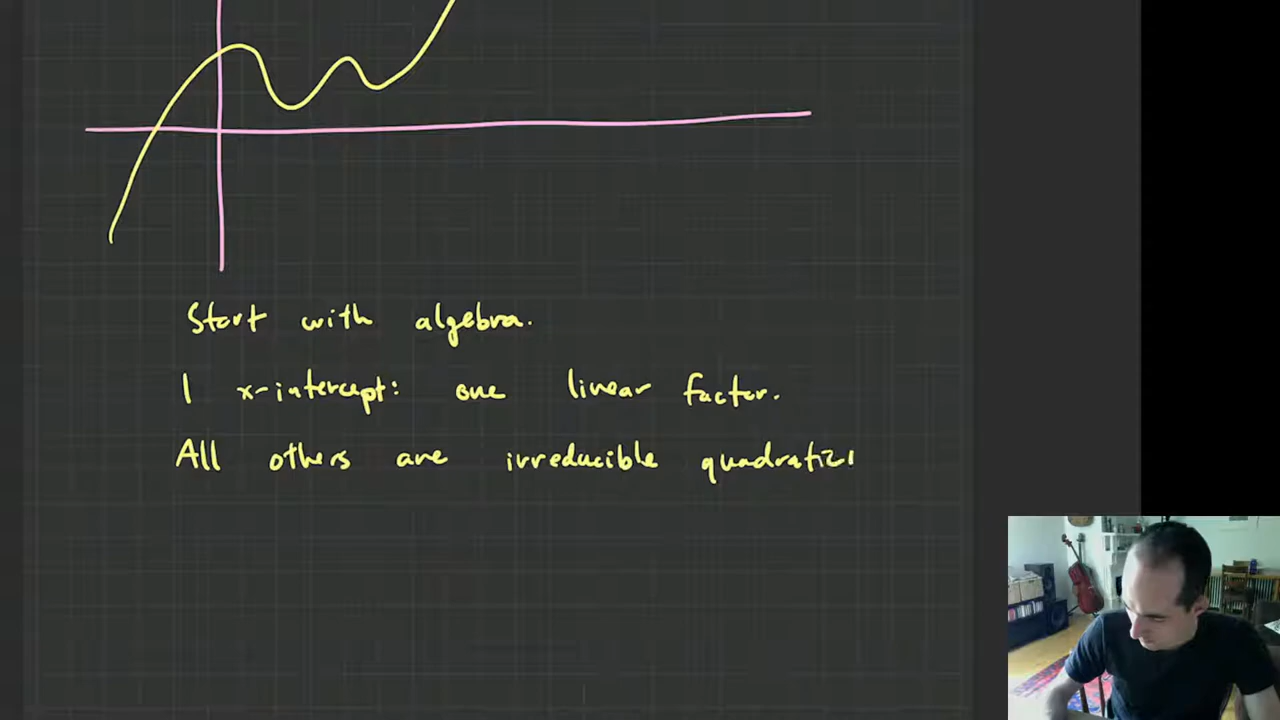 Start with algebra.
1 x-intercept: one linear factor.
All others are irreducible quadratic